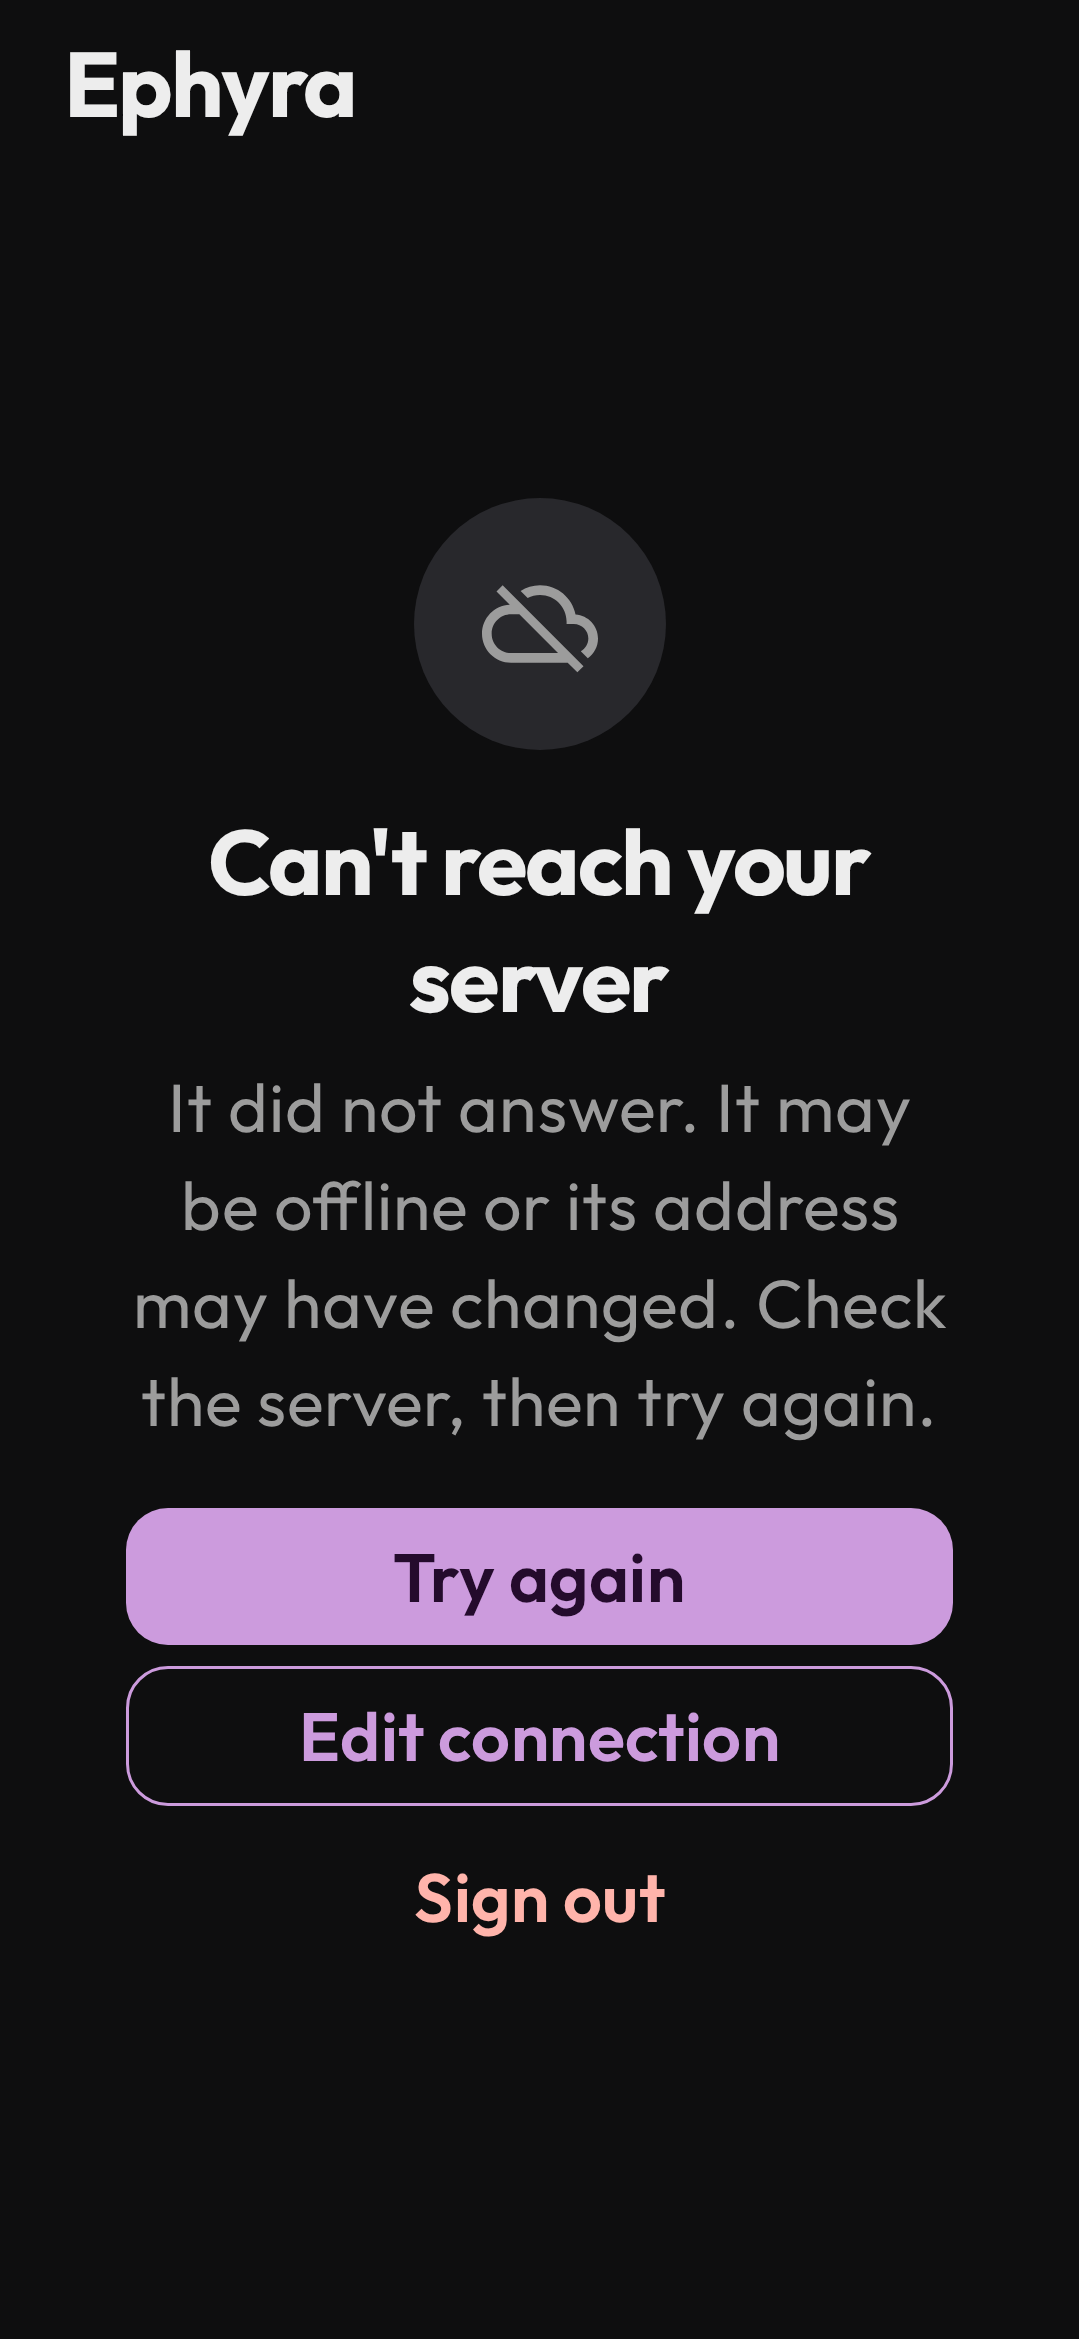 Ephyra
Can't reach your
server
It did not answer. It may
be offline or its address
may have changed. Check
the server, then try again.
Try again
Edit connection
Sign out